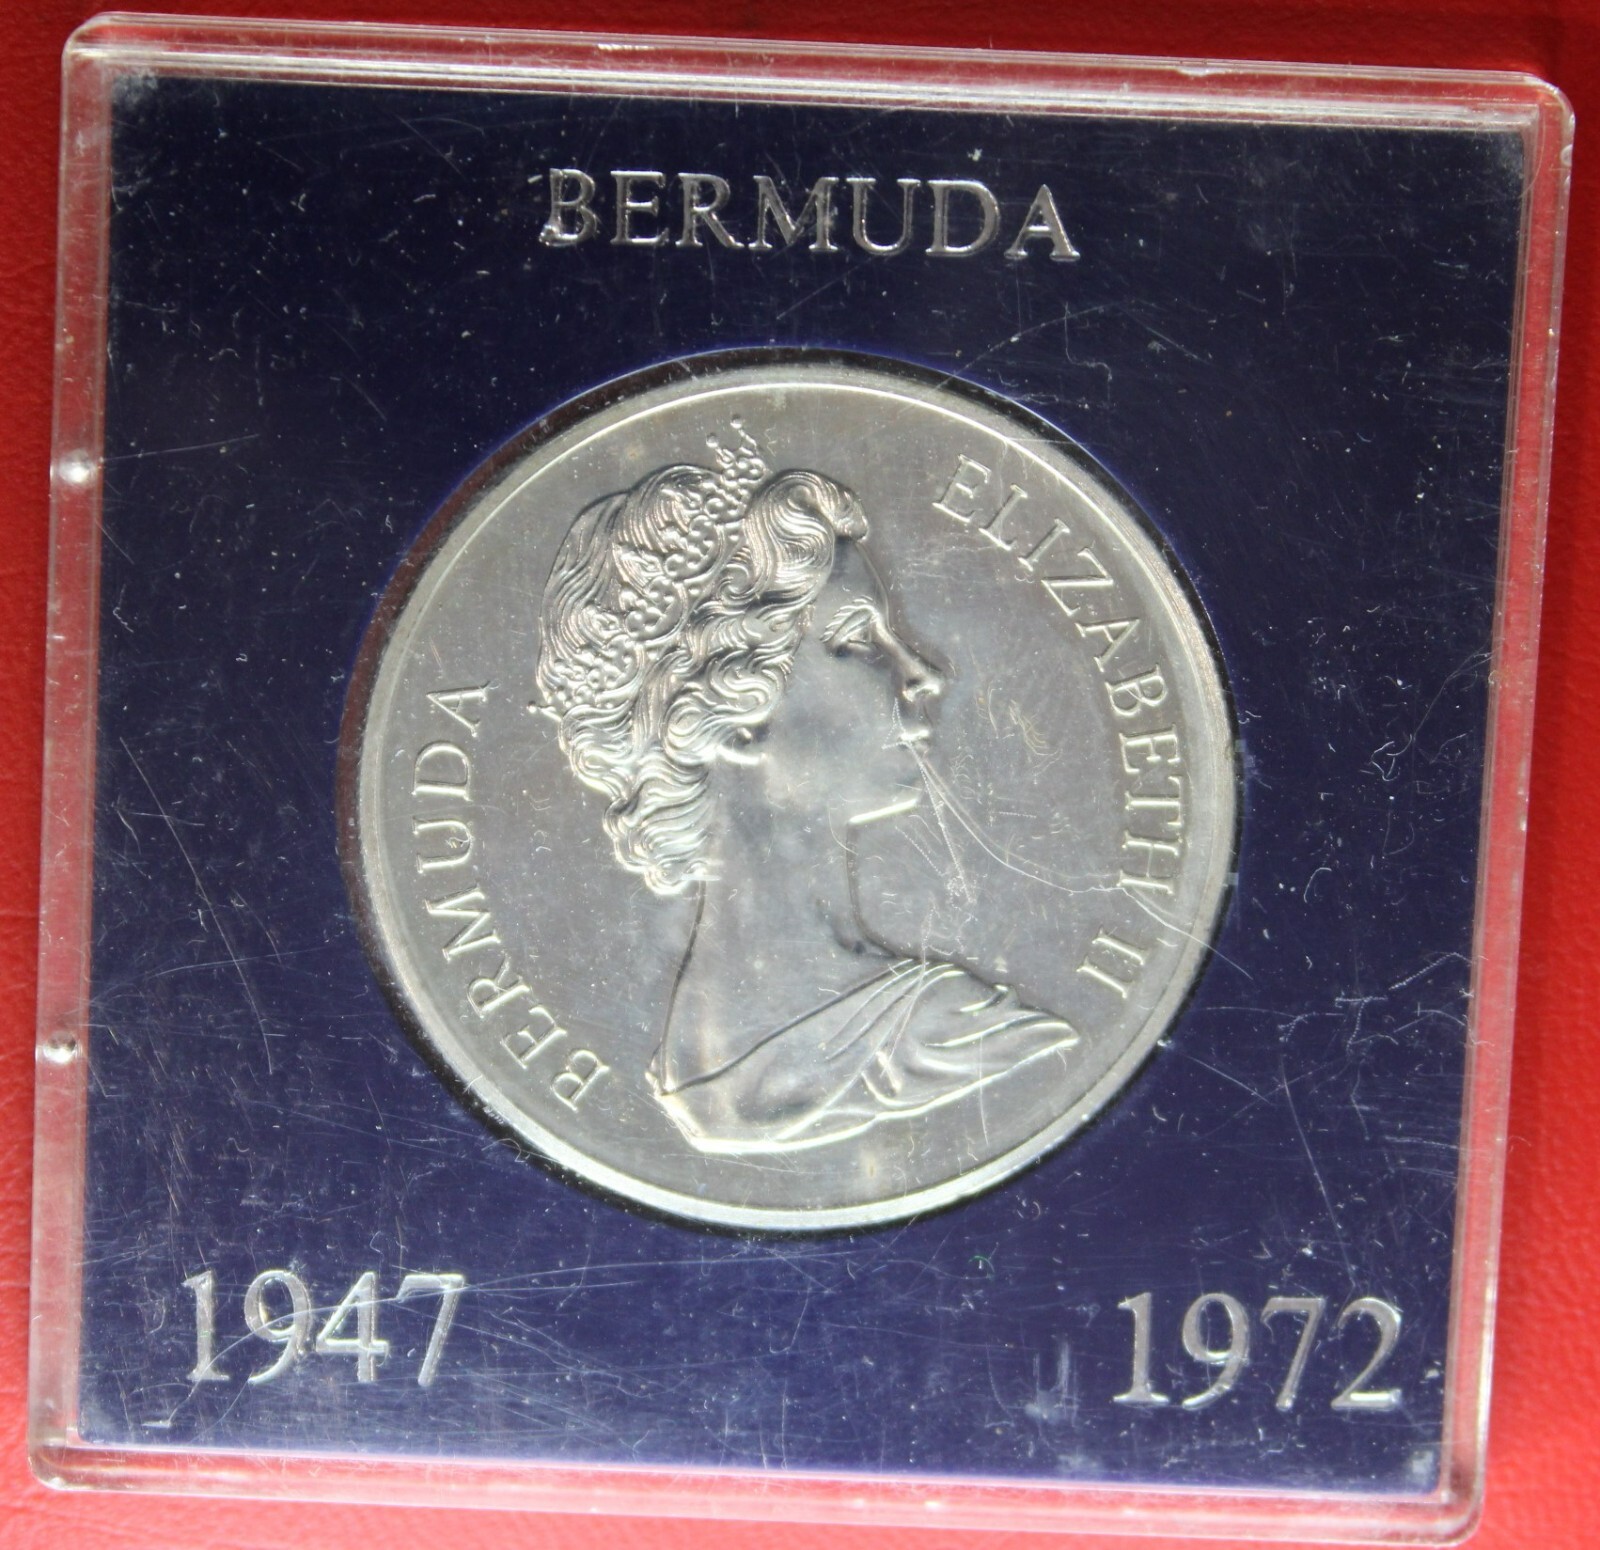 BERMUDA
BERMUDA
ELIZABETH II
1947
1972